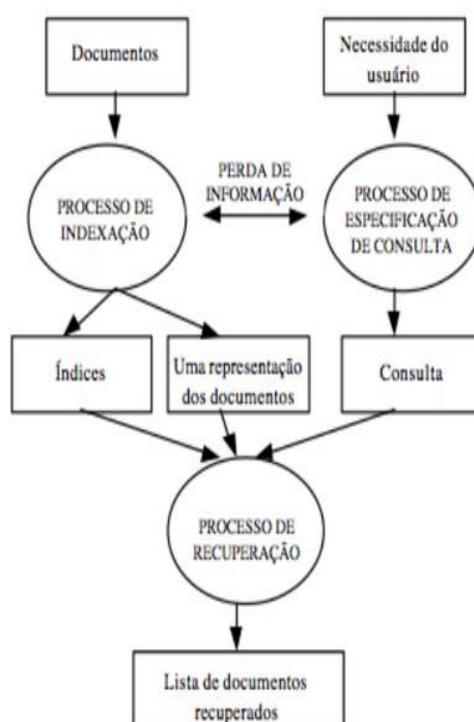 Documentos
Necessidade do
usuário
PERDA DE
INFORMAÇÃO
PROCESSO DE
INDEXAÇÃO
PROCESSO DE
ESPECIFICAÇÃO
DE CONSULTA
Índices
Uma representação
dos documentos
Consulta
PROCESSO DE
RECUPERAÇÃO
Lista de documentos
recuperados